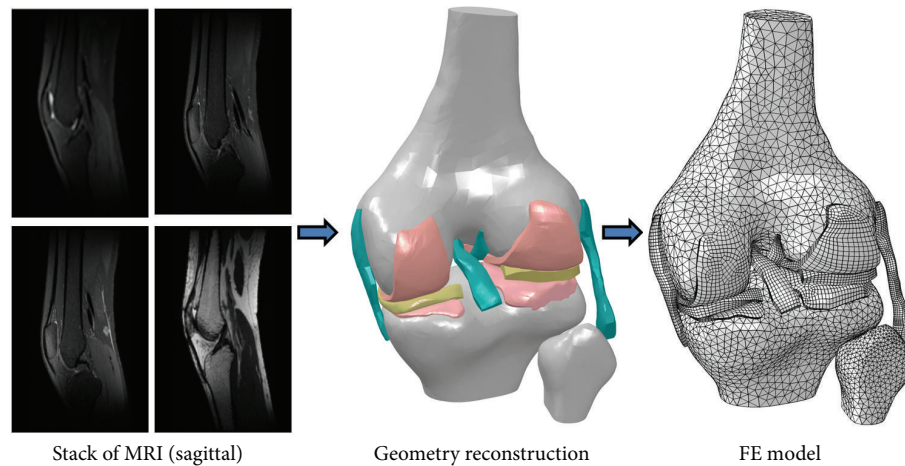 Stack of MRI (sagittal)
Geometry reconstruction
FE model